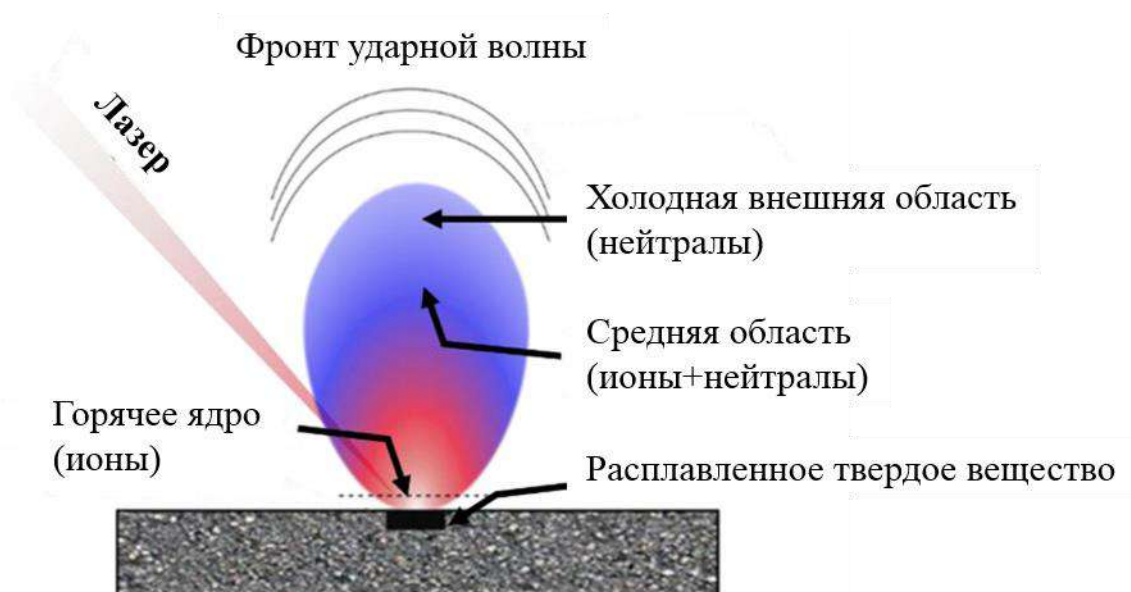 Фронт ударной волны
Лазер
Холодная внешняя область
(нейтралы)
Средняя область
(ионы+нейтралы)
Горячее ядро
(ионы)
Расплавленное твердое вещество